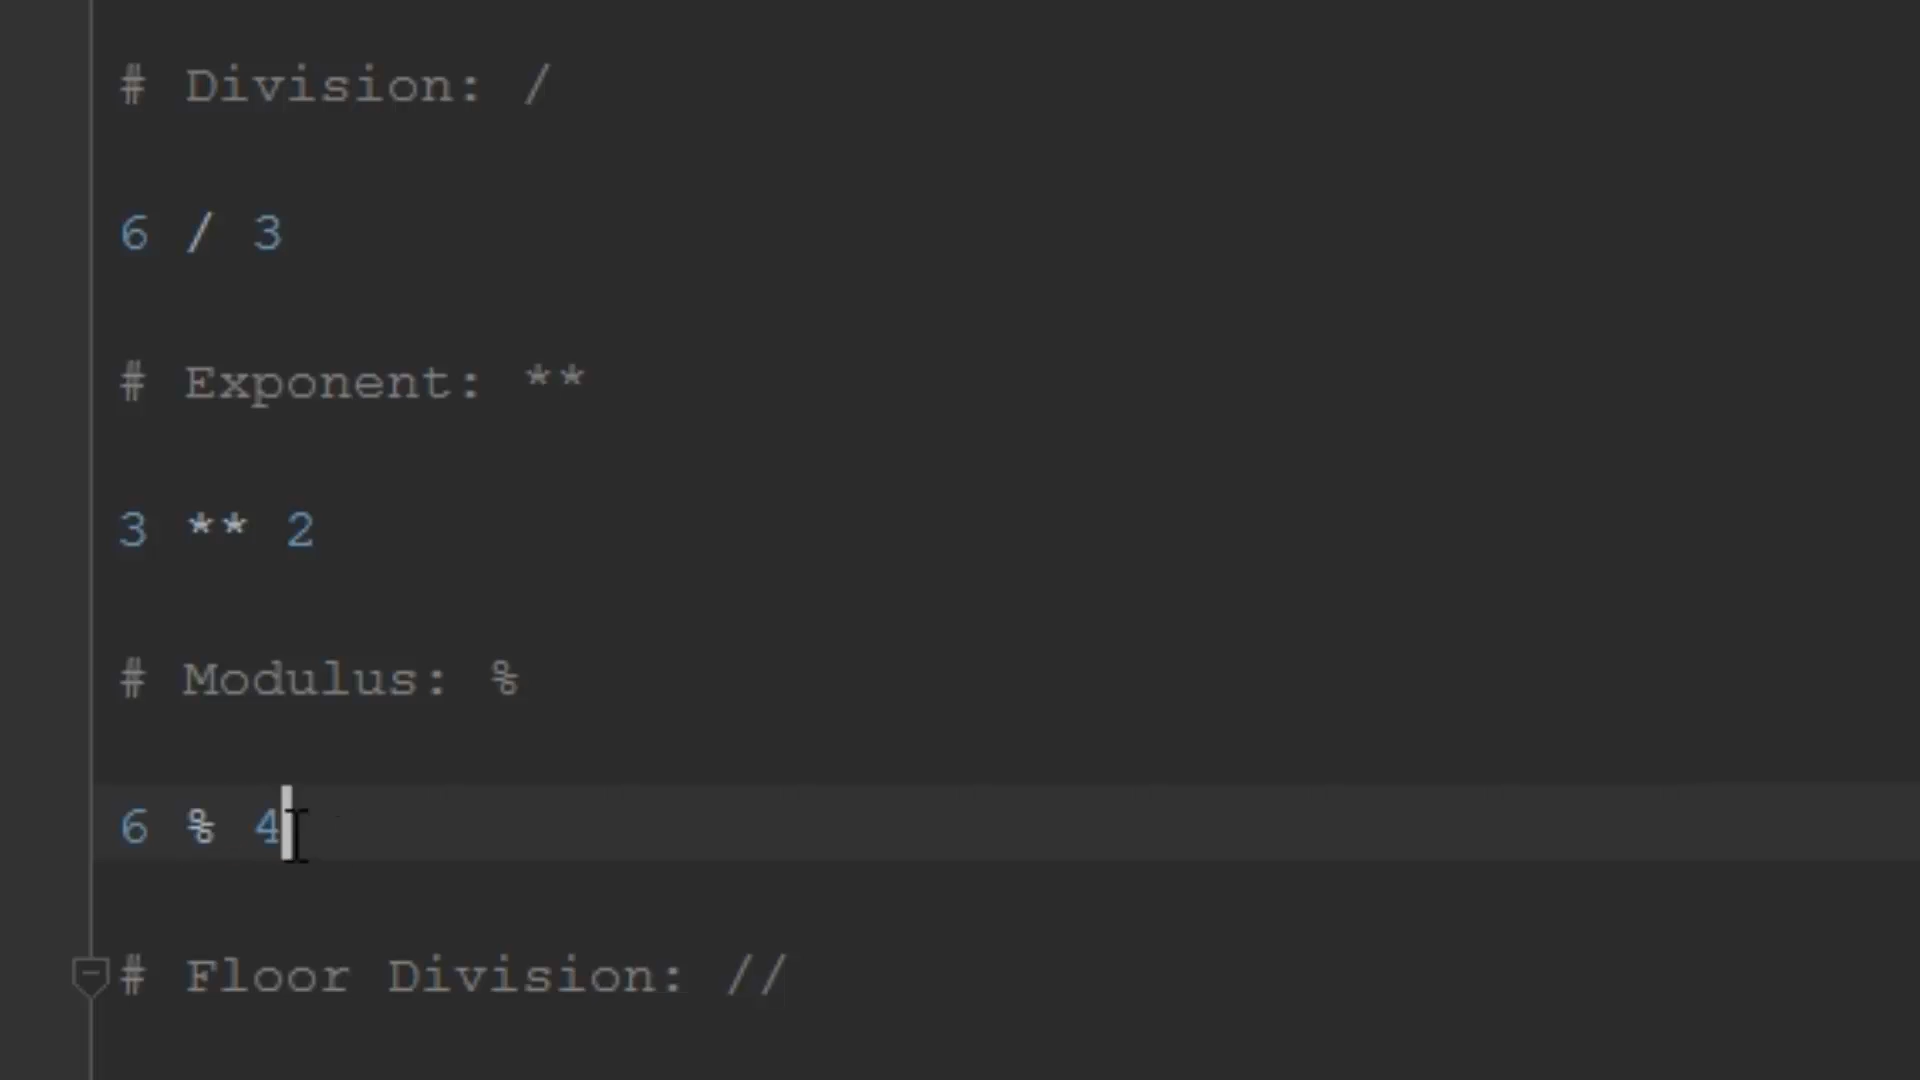 # Division: /
6 / 3
# Exponent: **
3 ** 2
# Modulus: %
6 % 4
# Floor Division: //